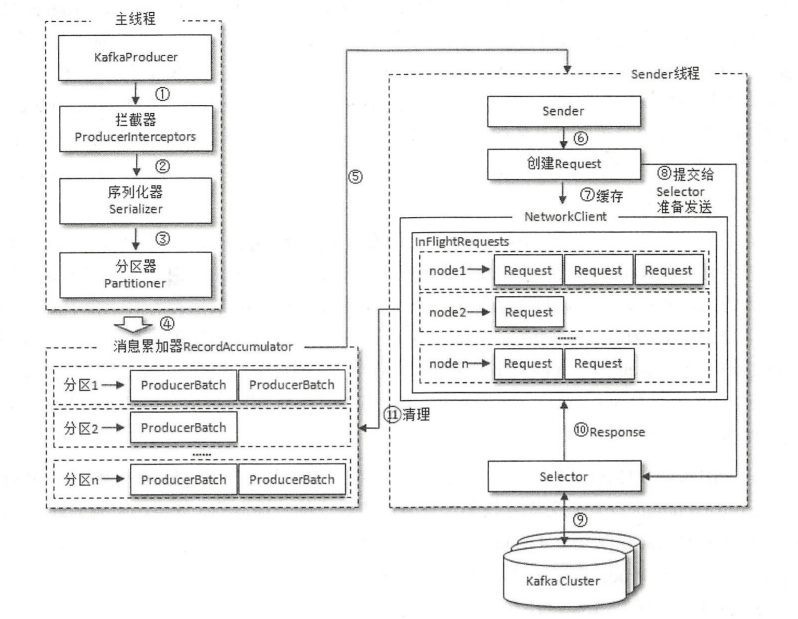 主线程
KafkaProducer
①
拦截器
ProducerInterceptors
②
序列化器
Serializer
③
分区器
Partitioner
④
消息累加器RecordAccumulator
分区1 ProducerBatch ProducerBatch
分区2 ProducerBatch
......
分区n ProducerBatch ProducerBatch
⑤
Sender线程
Sender
⑥
创建Request
⑦缓存
⑧提交给
Selector
准备发送
NetworkClient
InFlightRequests
node1 Request Request Request
node2 Request
......
node n Request Request
⑪清理
⑩Response
Selector
⑨
Kafka Cluster